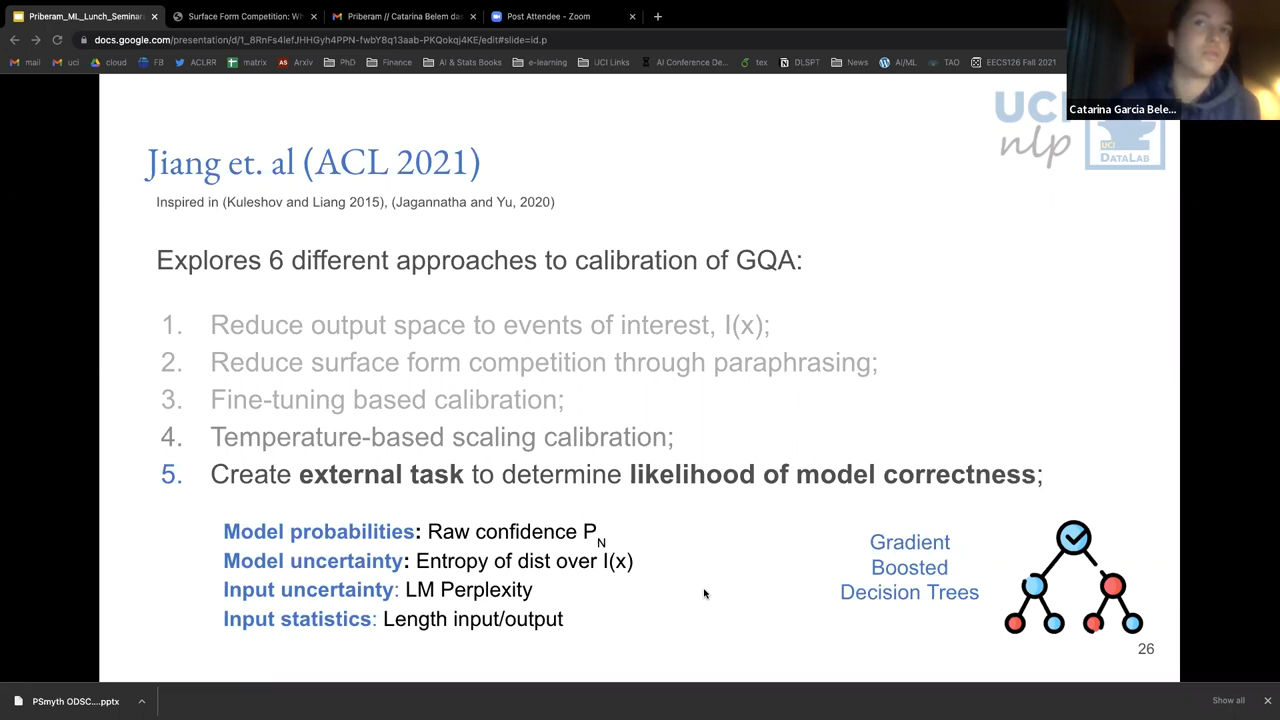 Priberam_ML_Lunch_Seminar
Surface Form Competition: Wh
Priberam // Catarina Belem das
Post Attendee - Zoom
docs.google.com/presentation/d/1_8RnFs4lefJHHGyh4PPN-fwbY8q13aab-PKQokqj4KE/edit#slide=id.p
mail
uci
cloud
FB
ACLRR
matrix
Arxiv
PhD
Finance
AI & Stats Books
e-learning
UCI Links
AI Conference De...
tex
DLSPT
News
AI/ML
TAO
EECS126 Fall 2021
Catarina Garcia Bele...
UCI
nlp
UCI
DATALAB
Jiang et. al (ACL 2021)
Inspired in (Kuleshov and Liang 2015), (Jagannatha and Yu, 2020)
Explores 6 different approaches to calibration of GQA:
1. Reduce output space to events of interest, I(x);
2. Reduce surface form competition through paraphrasing;
3. Fine-tuning based calibration;
4. Temperature-based scaling calibration;
5. Create external task to determine likelihood of model correctness;
Model probabilities: Raw confidence PN
Model uncertainty: Entropy of dist over I(x)
Input uncertainty: LM Perplexity
Input statistics: Length input/output
Gradient
Boosted
Decision Trees
26
PSmyth ODSC....pptx
Show all